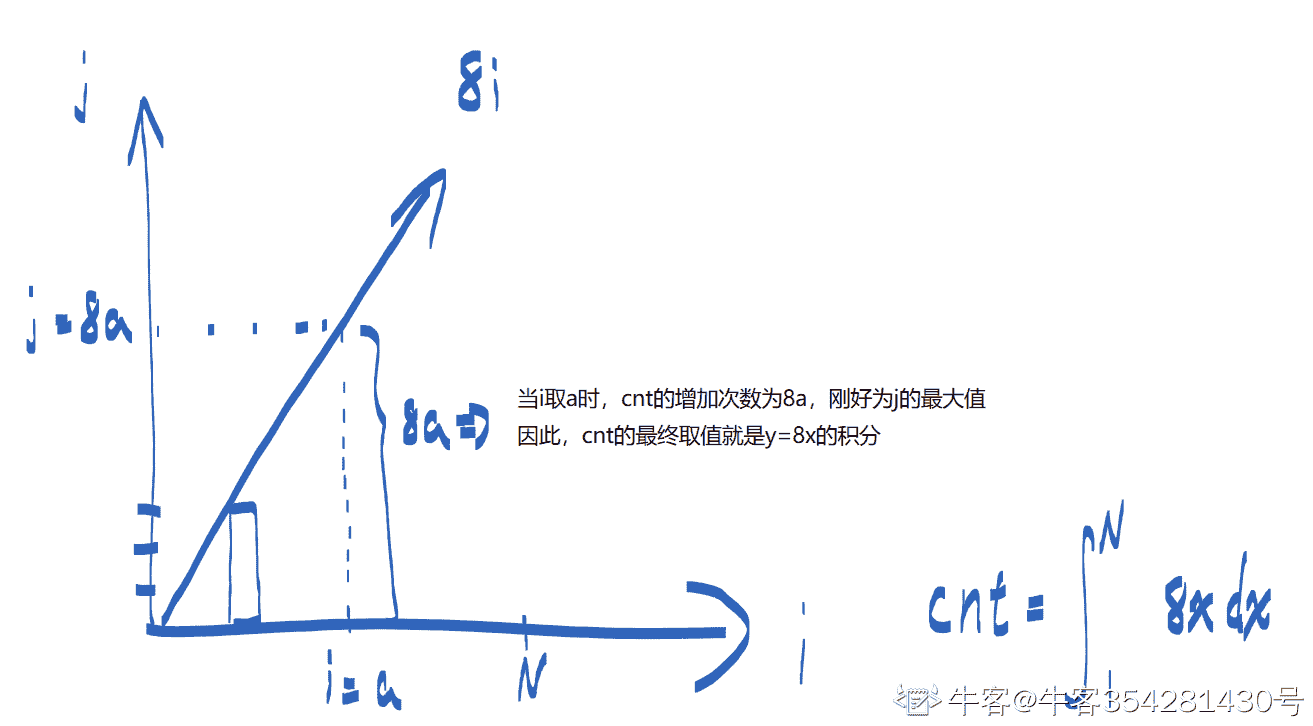 j
8i
j=8a
8a⇒
当i取a时，cnt的增加次数为8a，刚好为j的最大值
因此，cnt的最终取值就是y=8x的积分
i=a
N
i
cnt = ∫₁ᴺ 8x dx
牛客@牛客354281430号